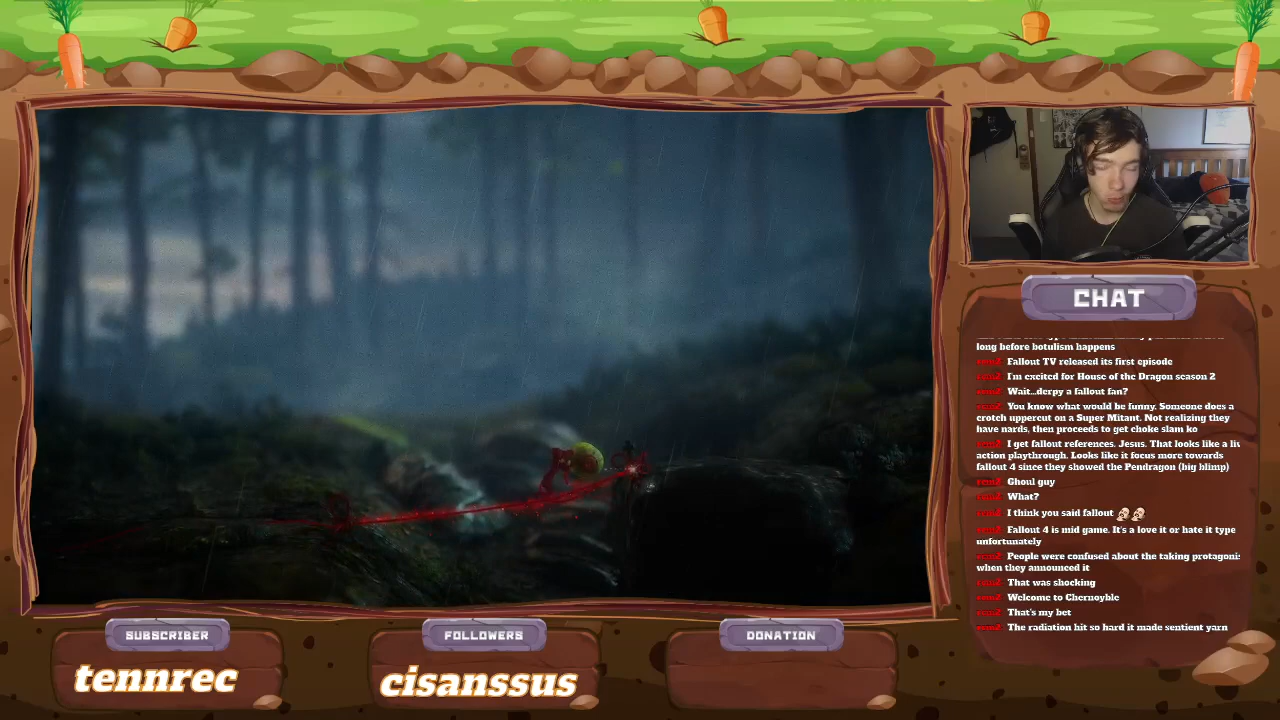 CHAT
long before botulism happens
Fallout TV released its first episode
I'm excited for House of the Dragon season 2
Wait...derpy a fallout fan?
You know what would be funny. Someone does a
crotch uppercut on a Super Mitant. Not realizing they
have nards, then proceeds to get choke slam ko
I get fallout references. Jesus. That looks like a liv
action playthrough. Looks like it focus more towards
fallout 4 since they showed the Pendragon (big blimp)
Ghoul guy
What?
I think you said fallout
Fallout 4 is mid game. It's a love it or hate it type
unfortunately
People were confused about the taking protagonis
when they announced it
That was shocking
Welcome to Chernoyble
That's my bet
The radiation hit so hard it made sentient yarn
SUBSCRIBER
FOLLOWERS
DONATION
tennrec
cisanssus